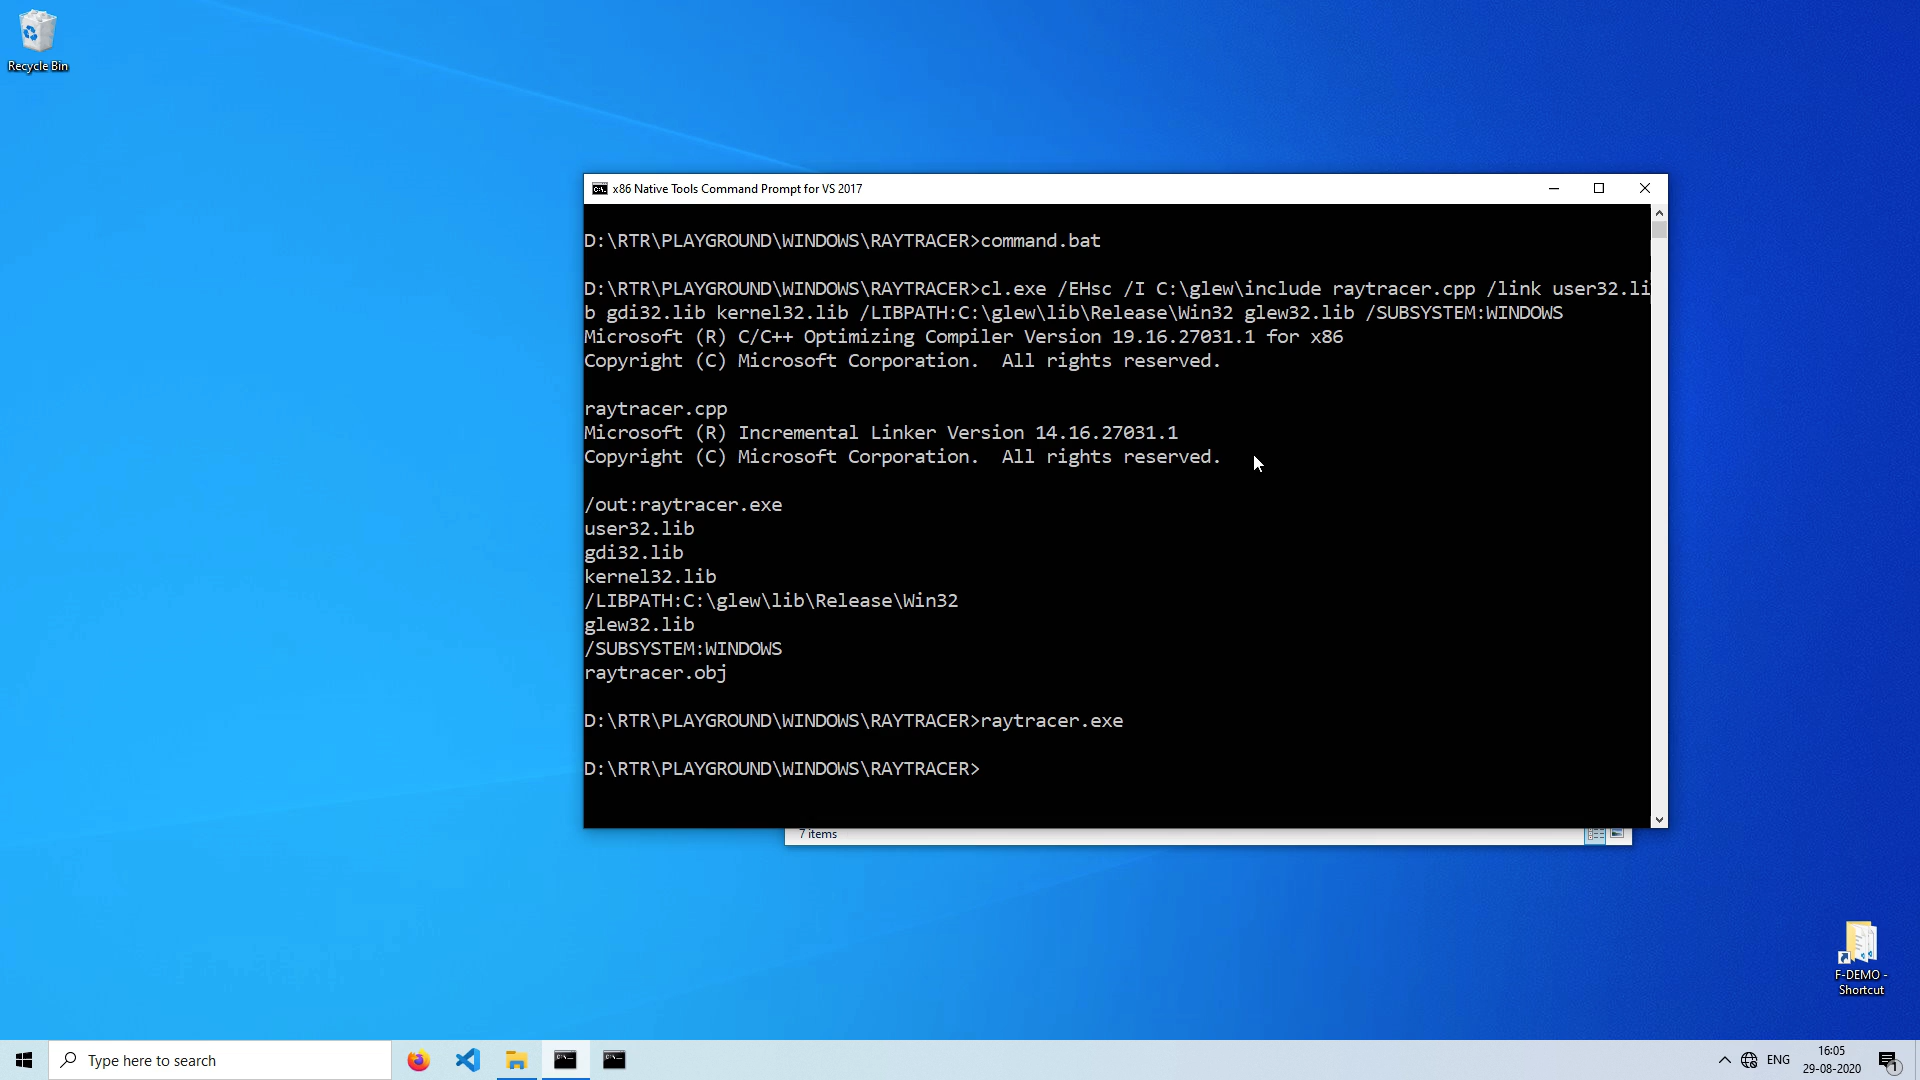 Recycle Bin
x86 Native Tools Command Prompt for VS 2017
D:\RTR\PLAYGROUND\WINDOWS\RAYTRACER>command.bat
D:\RTR\PLAYGROUND\WINDOWS\RAYTRACER>cl.exe /EHsc /I C:\glew\include raytracer.cpp /link user32.li
b gdi32.lib kernel32.lib /LIBPATH:C:\glew\lib\Release\Win32 glew32.lib /SUBSYSTEM:WINDOWS
Microsoft (R) C/C++ Optimizing Compiler Version 19.16.27031.1 for x86
Copyright (C) Microsoft Corporation.  All rights reserved.
raytracer.cpp
Microsoft (R) Incremental Linker Version 14.16.27031.1
Copyright (C) Microsoft Corporation.  All rights reserved.
/out:raytracer.exe
user32.lib
gdi32.lib
kernel32.lib
/LIBPATH:C:\glew\lib\Release\Win32
glew32.lib
/SUBSYSTEM:WINDOWS
raytracer.obj
D:\RTR\PLAYGROUND\WINDOWS\RAYTRACER>raytracer.exe
D:\RTR\PLAYGROUND\WINDOWS\RAYTRACER>
7 items
F-DEMO -
Shortcut
Type here to search
ENG
16:05
29-08-2020
1